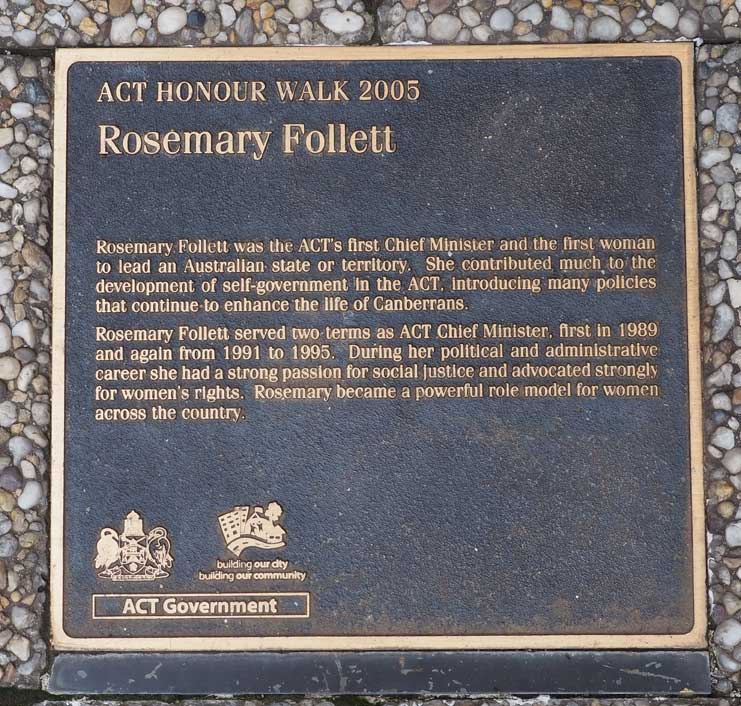 ACT HONOUR WALK 2005
Rosemary Follett
Rosemary Follett was the ACT's first Chief Minister and the first woman
to lead an Australian state or territory. She contributed much to the
development of self-government in the ACT, introducing many policies
that continue to enhance the life of Canberrans.
Rosemary Follett served two terms as ACT Chief Minister, first in 1989
and again from 1991 to 1995. During her political and administrative
career she had a strong passion for social justice and advocated strongly
for women's rights. Rosemary became a powerful role model for women
across the country.
building our city
building our community
ACT Government